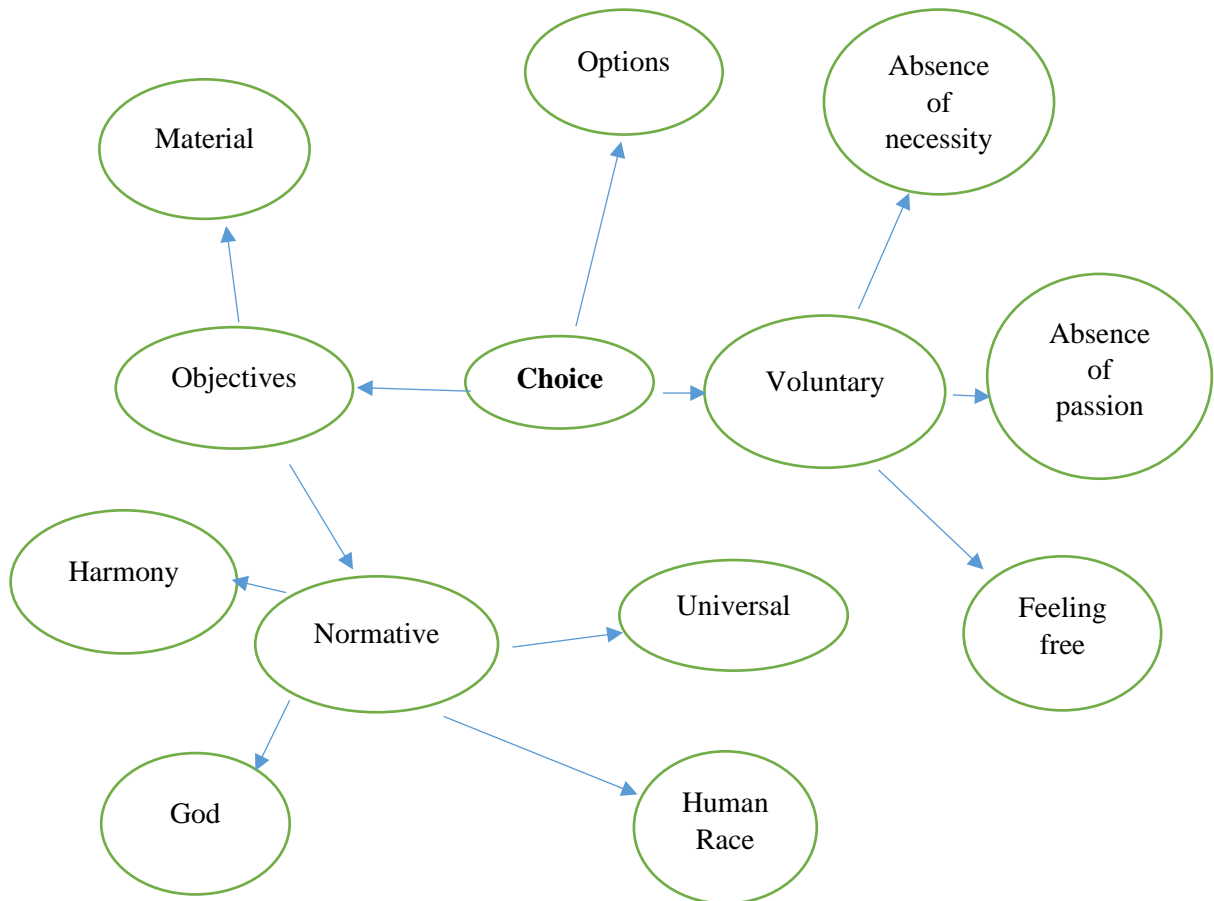 Options
Absence
of
necessity
Material
Absence
of
passion
Objectives
Choice
Voluntary
Harmony
Normative
Universal
Feeling
free
God
Human
Race